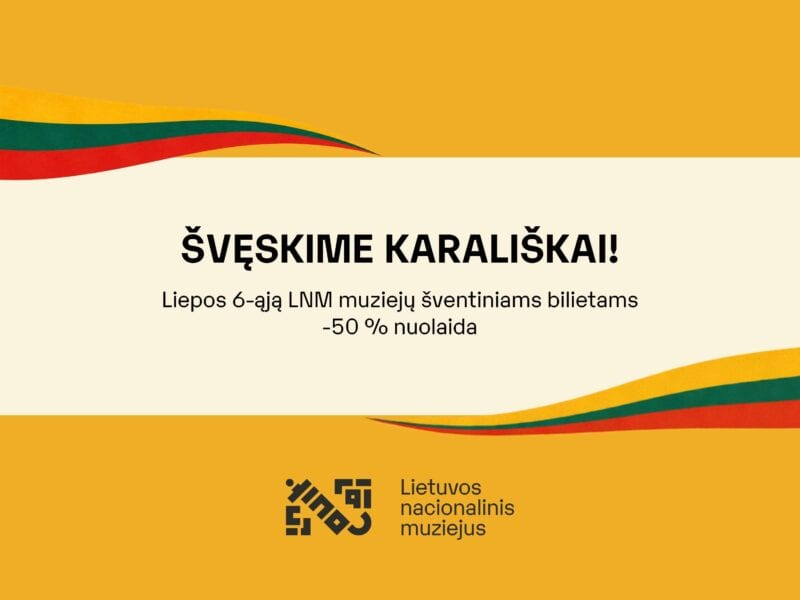 ŠVĘSKIME KARALIŠKAI!
Liepos 6-ąją LNM muziejų šventiniams bilietams
-50 % nuolaida
Lietuvos
nacionalinis
muziejus